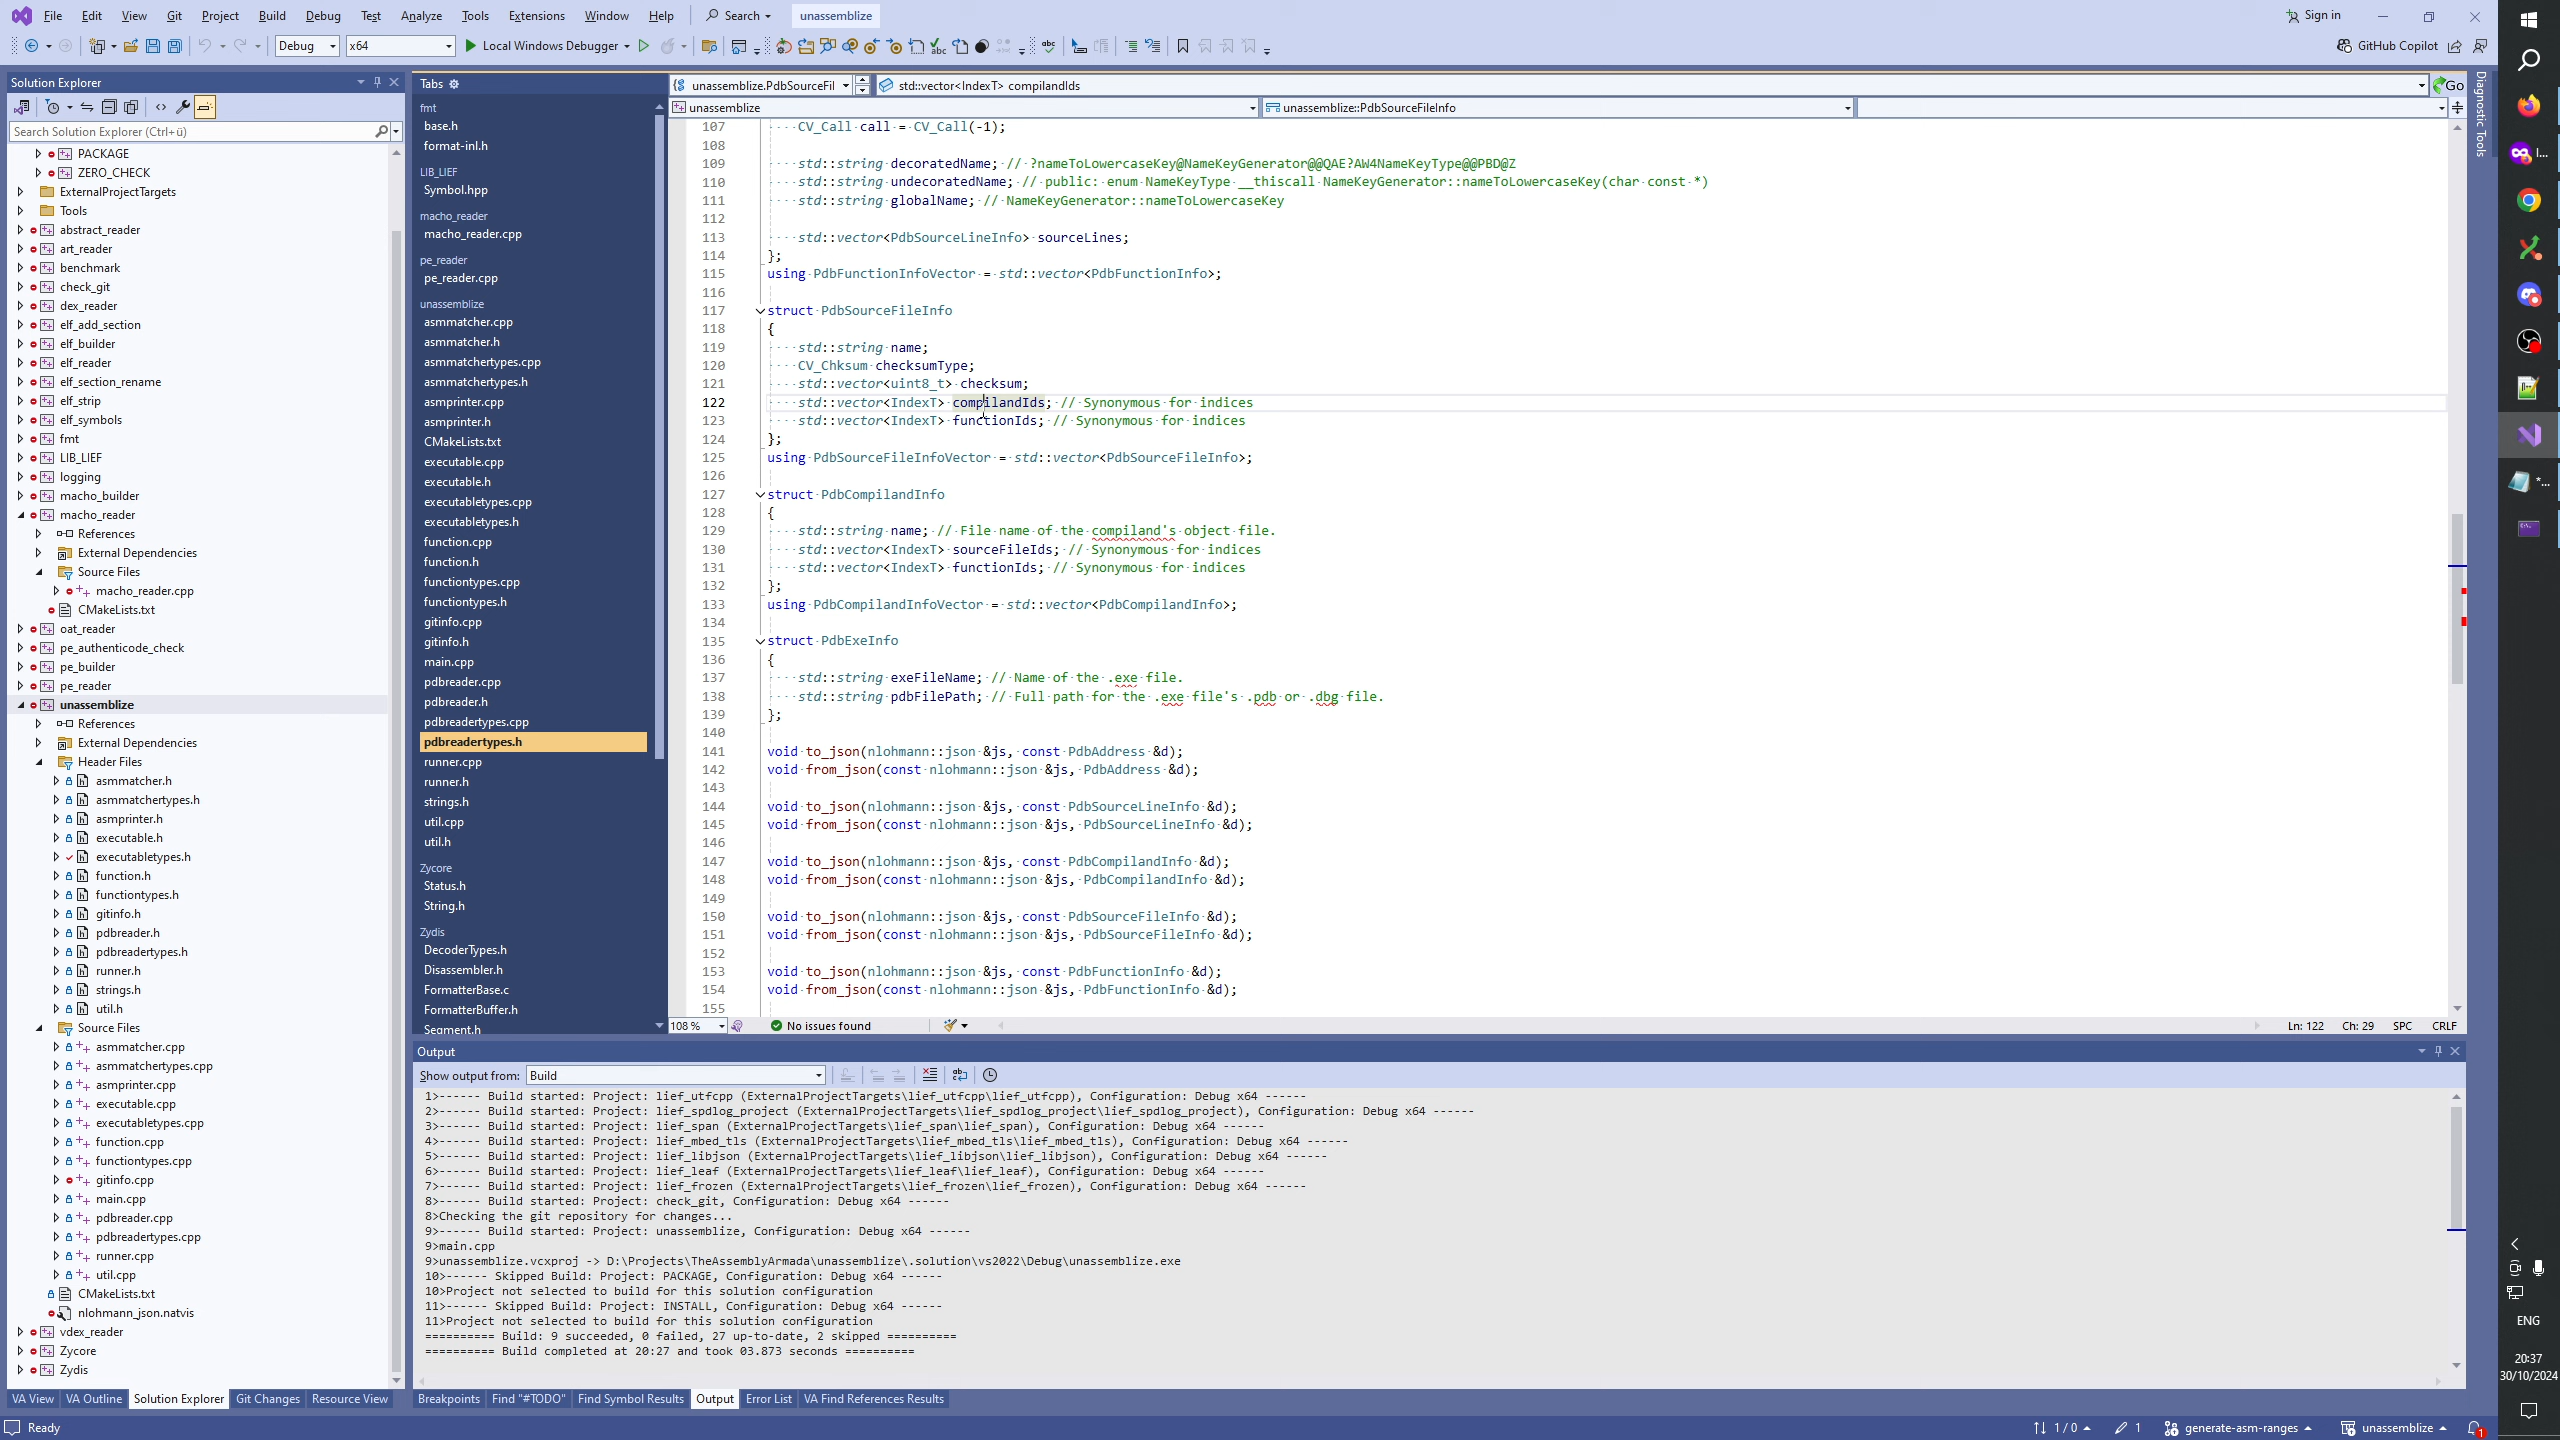 File Edit View Git Project Build Debug Test Analyze Tools Extensions Window Help Search unassemblize Sign in
Debug x64 Local Windows Debugger GitHub Copilot
Solution Explorer
Search Solution Explorer (Ctrl+ü)
PACKAGE
ZERO_CHECK
ExternalProjectTargets
Tools
abstract_reader
art_reader
benchmark
check_git
dex_reader
elf_add_section
elf_builder
elf_reader
elf_section_rename
elf_strip
elf_symbols
fmt
LIB_LIEF
logging
macho_builder
macho_reader
References
External Dependencies
Source Files
macho_reader.cpp
CMakeLists.txt
oat_reader
pe_authenticode_check
pe_builder
pe_reader
unassemblize
References
External Dependencies
Header Files
asmmatcher.h
asmmatchertypes.h
asmprinter.h
executable.h
executabletypes.h
function.h
functiontypes.h
gitinfo.h
pdbreader.h
pdbreadertypes.h
runner.h
strings.h
util.h
Source Files
asmmatcher.cpp
asmmatchertypes.cpp
asmprinter.cpp
executable.cpp
executabletypes.cpp
function.cpp
functiontypes.cpp
gitinfo.cpp
main.cpp
pdbreader.cpp
pdbreadertypes.cpp
runner.cpp
util.cpp
CMakeLists.txt
nlohmann_json.natvis
vdex_reader
Zycore
Zydis
VA View VA Outline Solution Explorer Git Changes Resource View
Tabs
fmt
base.h
format-inl.h
LIB_LIEF
Symbol.hpp
macho_reader
macho_reader.cpp
pe_reader
pe_reader.cpp
unassemblize
asmmatcher.cpp
asmmatcher.h
asmmatchertypes.cpp
asmmatchertypes.h
asmprinter.cpp
asmprinter.h
CMakeLists.txt
executable.cpp
executable.h
executabletypes.cpp
executabletypes.h
function.cpp
function.h
functiontypes.cpp
functiontypes.h
gitinfo.cpp
gitinfo.h
main.cpp
pdbreader.cpp
pdbreader.h
pdbreadertypes.cpp
pdbreadertypes.h
runner.cpp
runner.h
strings.h
util.cpp
util.h
Zycore
Status.h
String.h
Zydis
DecoderTypes.h
Disassembler.h
FormatterBase.c
FormatterBuffer.h
Segment.h
unassemblize.PdbSourceFil std::vector<IndexT> compilandIds Go
unassemblize unassemblize::PdbSourceFileInfo
107 CV_Call call = CV_Call(-1);
108
109 std::string decoratedName; // ?nameToLowercaseKey@NameKeyGenerator@@QAE?AW4NameKeyType@@PBD@Z
110 std::string undecoratedName; // public: enum NameKeyType __thiscall NameKeyGenerator::nameToLowercaseKey(char const *)
111 std::string globalName; // NameKeyGenerator::nameToLowercaseKey
112
113 std::vector<PdbSourceLineInfo> sourceLines;
114 };
115 using PdbFunctionInfoVector = std::vector<PdbFunctionInfo>;
116
117 struct PdbSourceFileInfo
118 {
119 std::string name;
120 CV_Chksum checksumType;
121 std::vector<uint8_t> checksum;
122 std::vector<IndexT> compilandIds; // Synonymous for indices
123 std::vector<IndexT> functionIds; // Synonymous for indices
124 };
125 using PdbSourceFileInfoVector = std::vector<PdbSourceFileInfo>;
126
127 struct PdbCompilandInfo
128 {
129 std::string name; // File name of the compiland's object file.
130 std::vector<IndexT> sourceFileIds; // Synonymous for indices
131 std::vector<IndexT> functionIds; // Synonymous for indices
132 };
133 using PdbCompilandInfoVector = std::vector<PdbCompilandInfo>;
134
135 struct PdbExeInfo
136 {
137 std::string exeFileName; // Name of the .exe file.
138 std::string pdbFilePath; // Full path for the .exe file's .pdb or .dbg file.
139 };
140
141 void to_json(nlohmann::json &js, const PdbAddress &d);
142 void from_json(const nlohmann::json &js, PdbAddress &d);
143
144 void to_json(nlohmann::json &js, const PdbSourceLineInfo &d);
145 void from_json(const nlohmann::json &js, PdbSourceLineInfo &d);
146
147 void to_json(nlohmann::json &js, const PdbCompilandInfo &d);
148 void from_json(const nlohmann::json &js, PdbCompilandInfo &d);
149
150 void to_json(nlohmann::json &js, const PdbSourceFileInfo &d);
151 void from_json(const nlohmann::json &js, PdbSourceFileInfo &d);
152
153 void to_json(nlohmann::json &js, const PdbFunctionInfo &d);
154 void from_json(const nlohmann::json &js, PdbFunctionInfo &d);
155
108 % No issues found Ln: 122 Ch: 29 SPC CRLF
Output
Show output from: Build
1>------ Build started: Project: lief_utfcpp (ExternalProjectTargets\lief_utfcpp\lief_utfcpp), Configuration: Debug x64 ------
2>------ Build started: Project: lief_spdlog_project (ExternalProjectTargets\lief_spdlog_project\lief_spdlog_project), Configuration: Debug x64 ------
3>------ Build started: Project: lief_span (ExternalProjectTargets\lief_span\lief_span), Configuration: Debug x64 ------
4>------ Build started: Project: lief_mbed_tls (ExternalProjectTargets\lief_mbed_tls\lief_mbed_tls), Configuration: Debug x64 ------
5>------ Build started: Project: lief_libjson (ExternalProjectTargets\lief_libjson\lief_libjson), Configuration: Debug x64 ------
6>------ Build started: Project: lief_leaf (ExternalProjectTargets\lief_leaf\lief_leaf), Configuration: Debug x64 ------
7>------ Build started: Project: lief_frozen (ExternalProjectTargets\lief_frozen\lief_frozen), Configuration: Debug x64 ------
8>------ Build started: Project: check_git, Configuration: Debug x64 ------
8>Checking the git repository for changes...
9>------ Build started: Project: unassemblize, Configuration: Debug x64 ------
9>main.cpp
9>unassemblize.vcxproj -> D:\Projects\TheAssemblyArmada\unassemblize\.solution\vs2022\Debug\unassemblize.exe
10>------ Skipped Build: Project: PACKAGE, Configuration: Debug x64 ------
10>Project not selected to build for this solution configuration
11>------ Skipped Build: Project: INSTALL, Configuration: Debug x64 ------
11>Project not selected to build for this solution configuration
========== Build: 9 succeeded, 0 failed, 27 up-to-date, 2 skipped ==========
========== Build completed at 20:27 and took 03.873 seconds ==========
Breakpoints Find "#TODO" Find Symbol Results Output Error List VA Find References Results
Ready 1 / 0 1 generate-asm-ranges unassemblize 1
Diagnostic Tools
I...
*...
ENG
20:37
30/10/2024